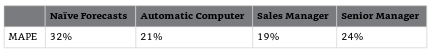 Naïve Forecasts Automatic Computer Sales Manager Senior Manager
MAPE 32% 21% 19% 24%